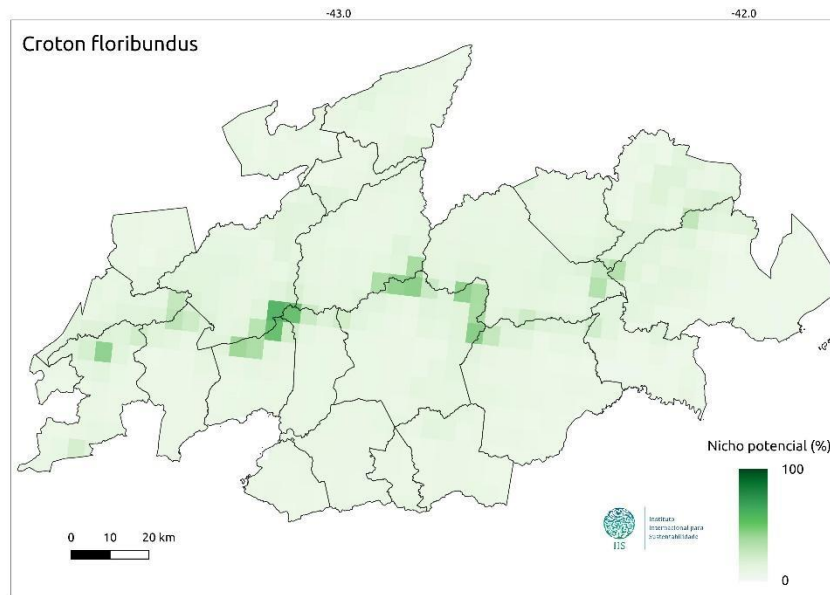 -43.0
-42.0
Croton floribundus
Nicho potencial (%)
100
0
Instituto
Internacional para
Sustentabilidade
IIS
0 10 20 km